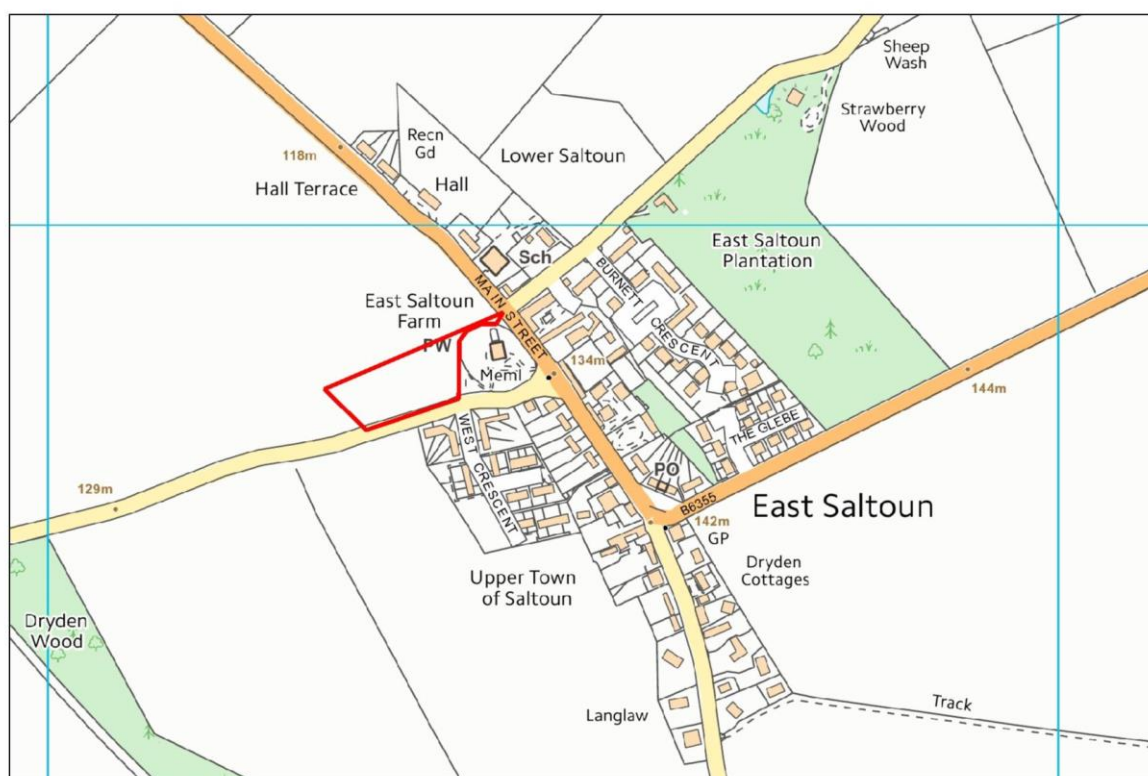 Sheep
Wash
Strawberry
Wood
Recn
Gd
118m
Lower Saltoun
Hall Terrace
Hall
East Saltoun
Plantation
Sch
BURNETT
CRESCENT
MAIN STREET
East Saltoun
Farm
PW
Meml
134m
144m
THE GLEBE
WEST CRESCENT
PO
129m
B6355
East Saltoun
142m
GP
Dryden
Cottages
Upper Town
of Saltoun
Dryden
Wood
Langlaw
Track